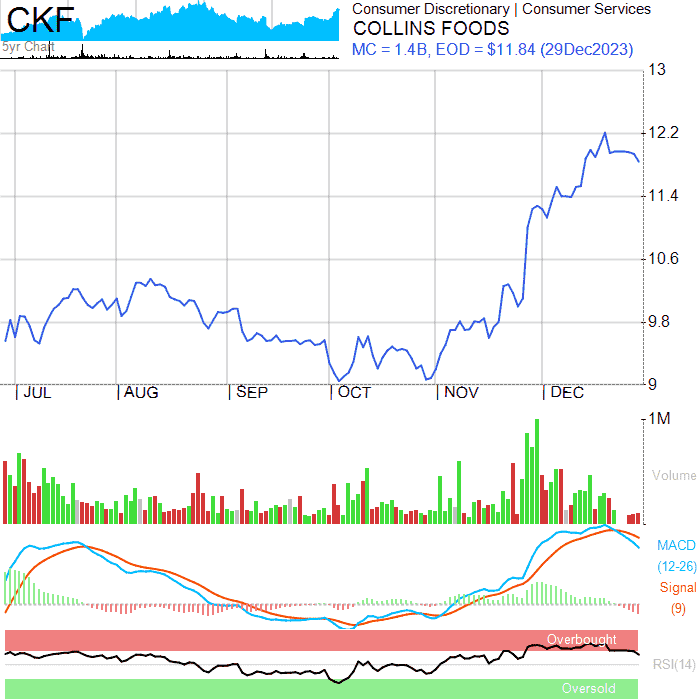 CKF
5yr Chart
Consumer Discretionary | Consumer Services
COLLINS FOODS
MC = 1.4B, EOD = $11.84 (29Dec2023)
13
12.2
11.4
10.6
9.8
9
JUL AUG SEP OCT NOV DEC
1M
Volume
MACD
(12-26)
Signal
(9)
Overbought
RSI(14)
Oversold